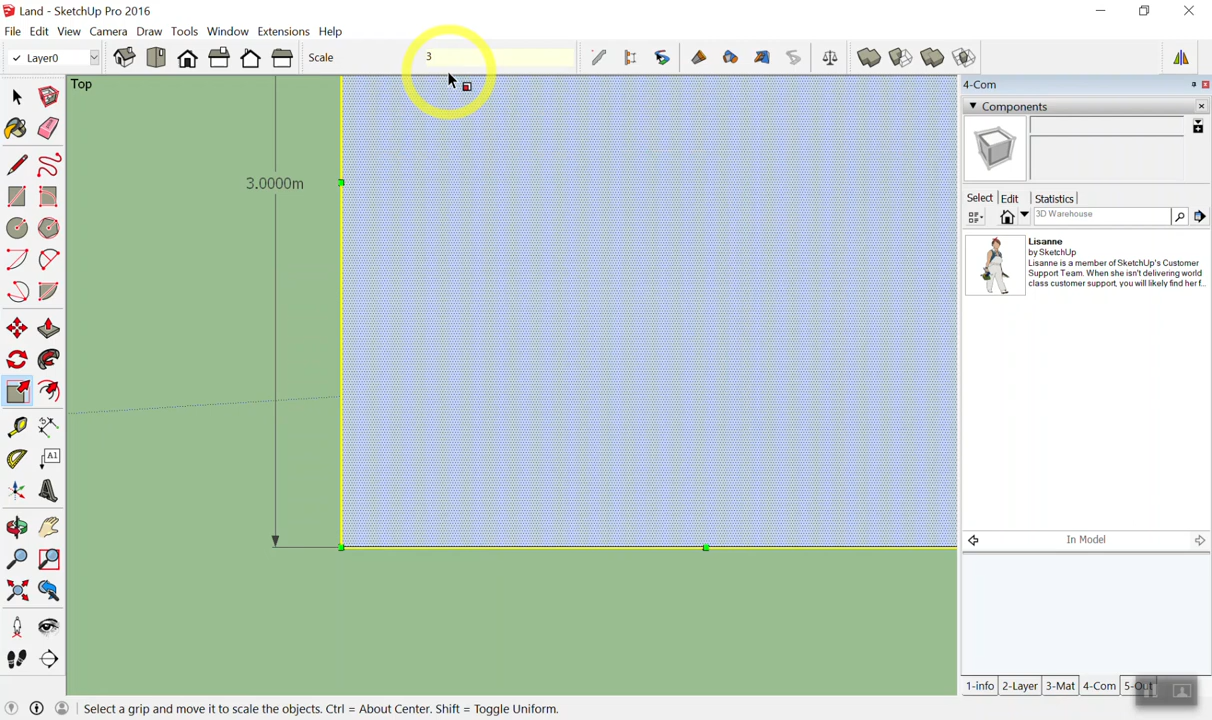 Land - SketchUp Pro 2016
File Edit View Camera Draw Tools Window Extensions Help
Layer0
Scale
3
Top
3.0000m
4-Com
Components
Select Edit Statistics
3D Warehouse
Lisanne
by SketchUp
Lisanne is a member of SketchUp's Customer
Support Team. When she isn't delivering world
class customer support, you will likely find her f...
In Model
A1
1-info 2-Layer 3-Mat 4-Com
Select a grip and move it to scale the objects. Ctrl = About Center. Shift = Toggle Uniform.